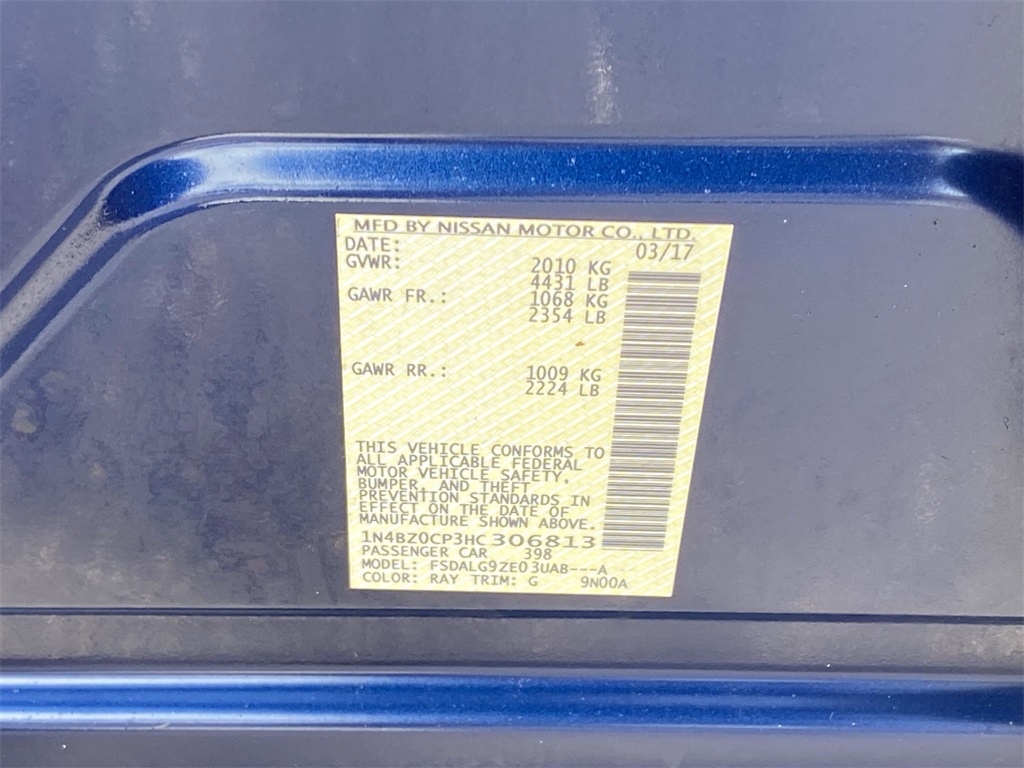 MFD BY NISSAN MOTOR CO., LTD.
DATE: 03/17
GVWR: 2010 KG
4431 LB
GAWR FR.: 1068 KG
2354 LB
GAWR RR.: 1009 KG
2224 LB
THIS VEHICLE CONFORMS TO
ALL APPLICABLE FEDERAL
MOTOR VEHICLE SAFETY,
BUMPER, AND THEFT
PREVENTION STANDARDS IN
EFFECT ON THE DATE OF
MANUFACTURE SHOWN ABOVE.
1N4BZ0CP3HC306813
PASSENGER CAR 398
MODEL: FSDALG9ZE03UAB---A
COLOR: RAY TRIM: G 9N00A